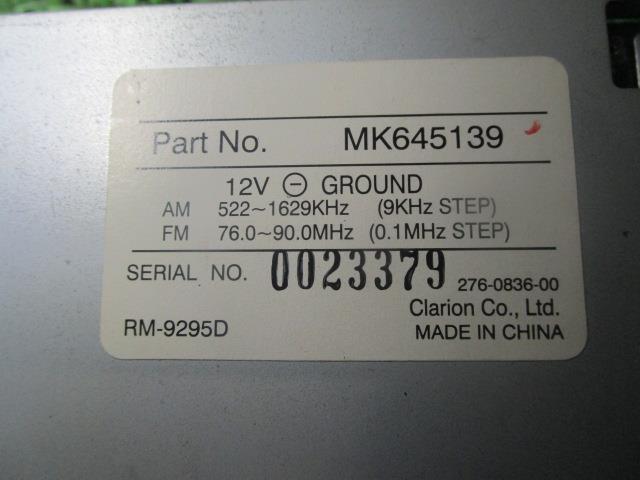 Part No. MK645139
12V ⊖ GROUND
AM 522~1629KHz (9KHz STEP)
FM 76.0~90.0MHz (0.1MHz STEP)
SERIAL NO. 0023379 276-0836-00
Clarion Co., Ltd.
RM-9295D MADE IN CHINA